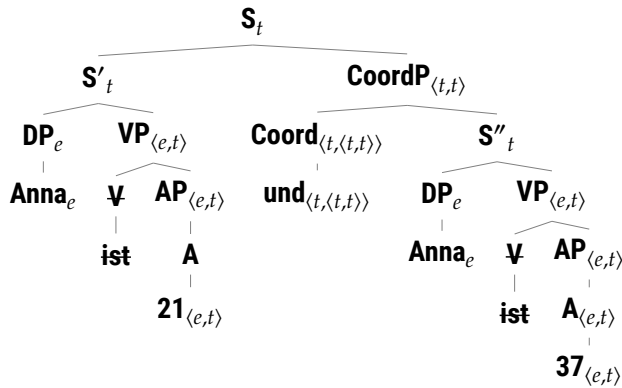 S_t
S′_t CoordP_⟨t,t⟩
DP_e VP_⟨e,t⟩ Coord_⟨t,⟨t,t⟩⟩ S″_t
Anna_e V AP_⟨e,t⟩ und_⟨t,⟨t,t⟩⟩ DP_e VP_⟨e,t⟩
ist A Anna_e V AP_⟨e,t⟩
21_⟨e,t⟩ ist A_⟨e,t⟩
37_⟨e,t⟩